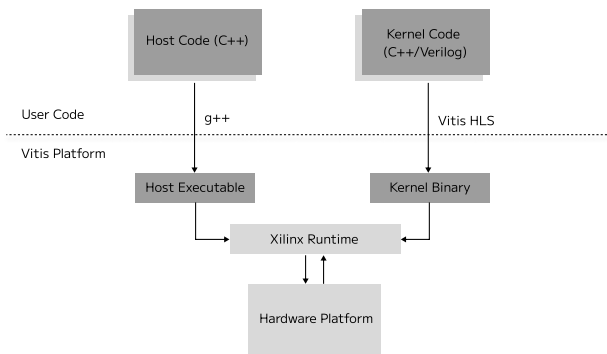 Host Code (C++)
Kernel Code
(C++/Verilog)
User Code
g++
Vitis HLS
Vitis Platform
Host Executable
Kernel Binary
Xilinx Runtime
Hardware Platform